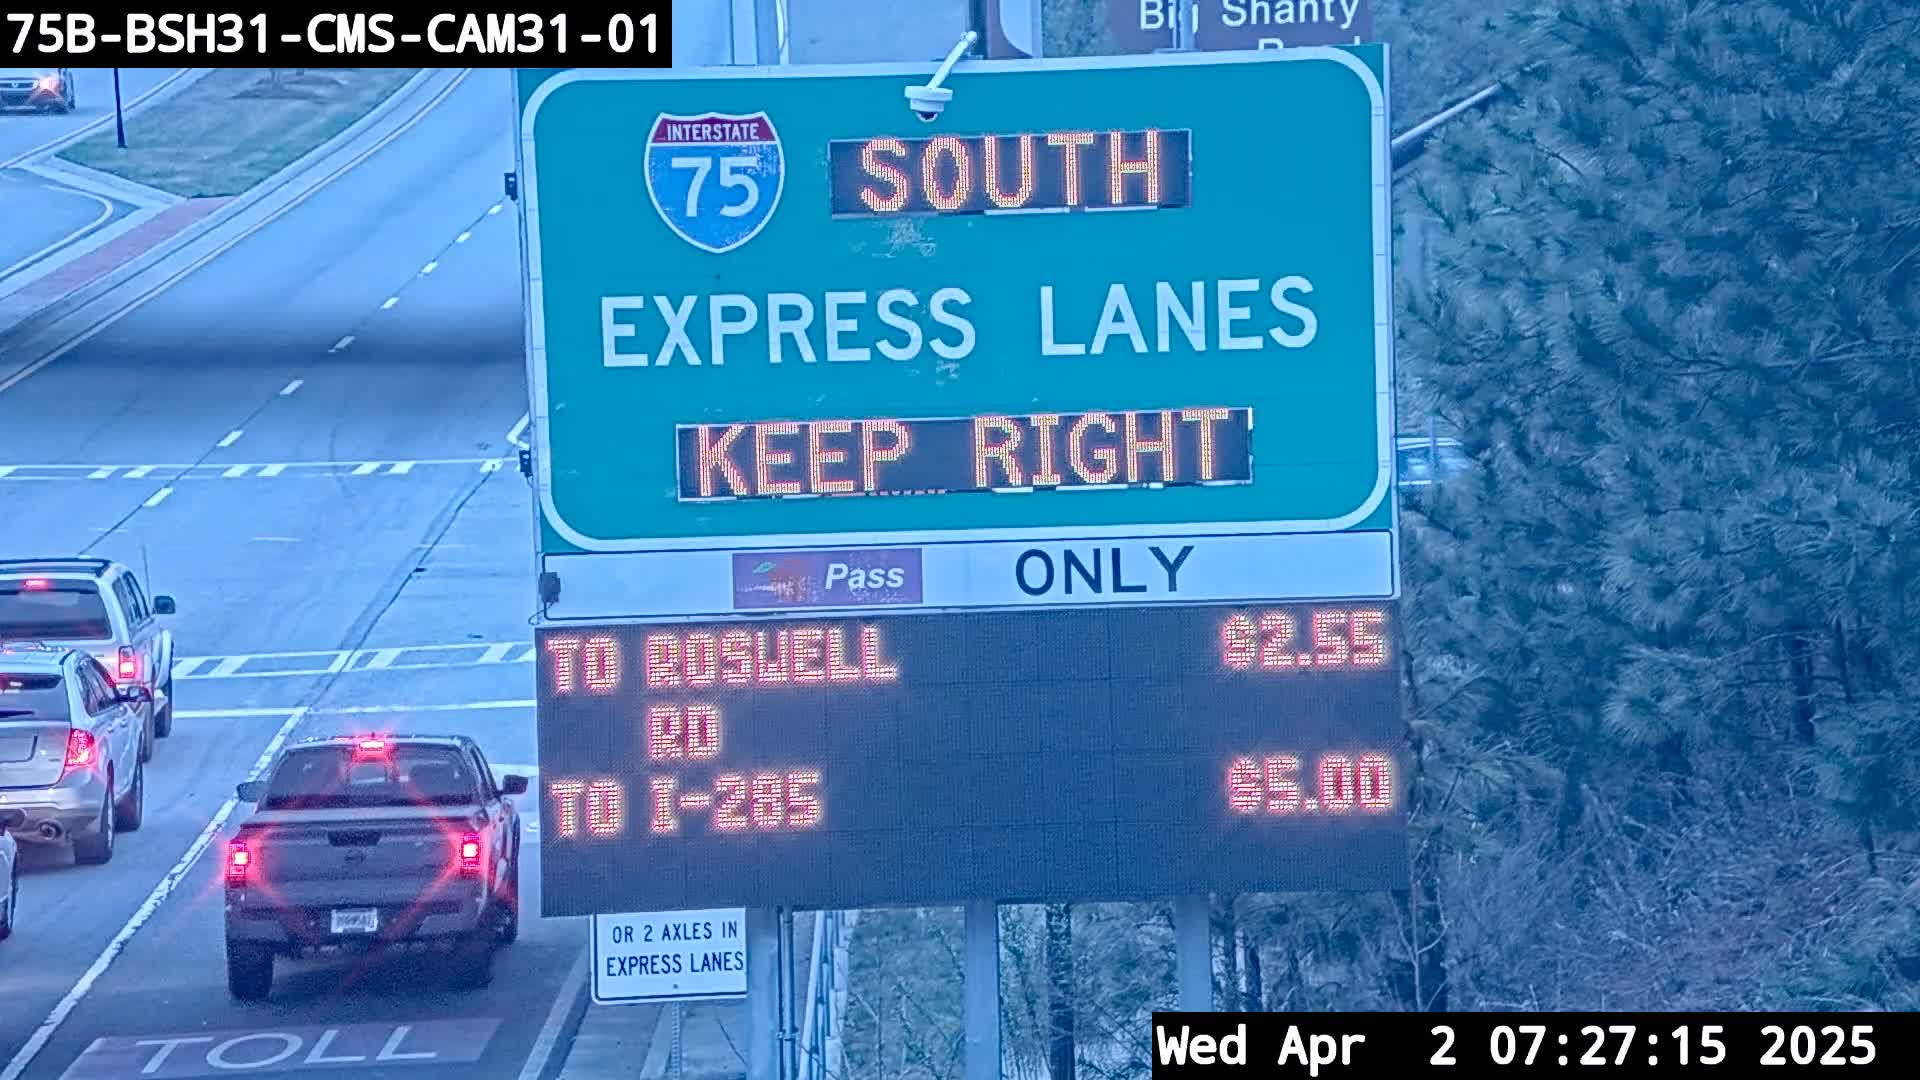 75B-BSH31-CMS-CAM31-01
Big Shanty
Road
INTERSTATE
75
SOUTH
EXPRESS LANES
KEEP RIGHT
Pass ONLY
TO ROSWELL $2.55
RD
TO I-285 $5.00
OR 2 AXLES IN
EXPRESS LANES
TOLL
Wed Apr 2 07:27:15 2025